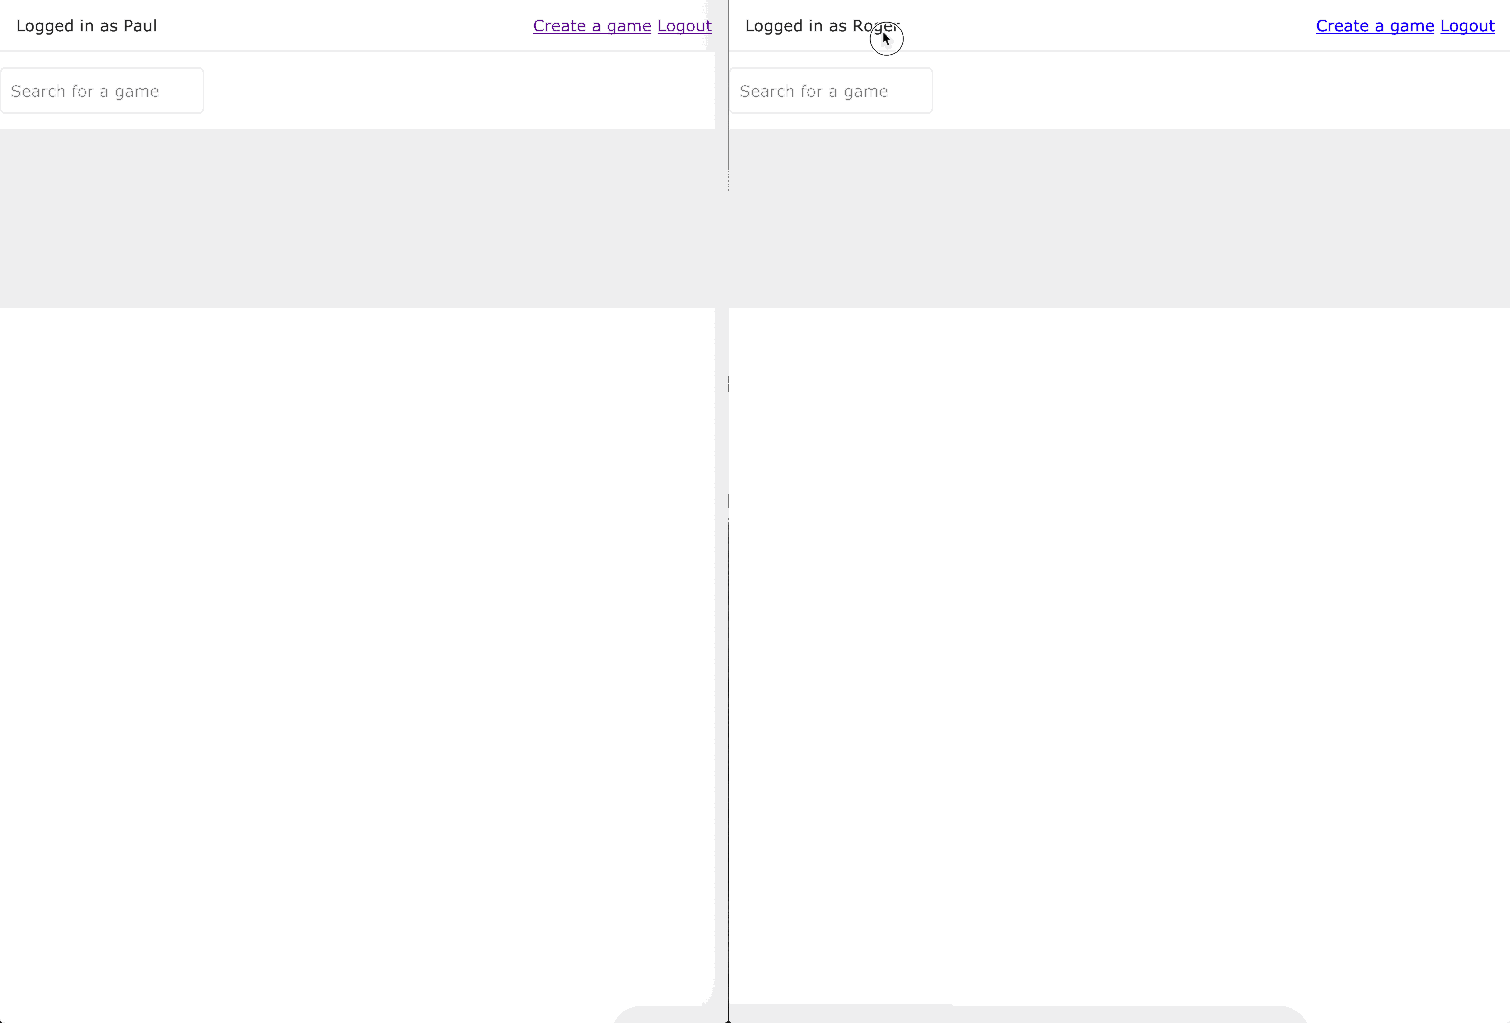 Logged in as Paul
Create a game Logout
Search for a game
Logged in as Roger
Create a game Logout
Search for a game